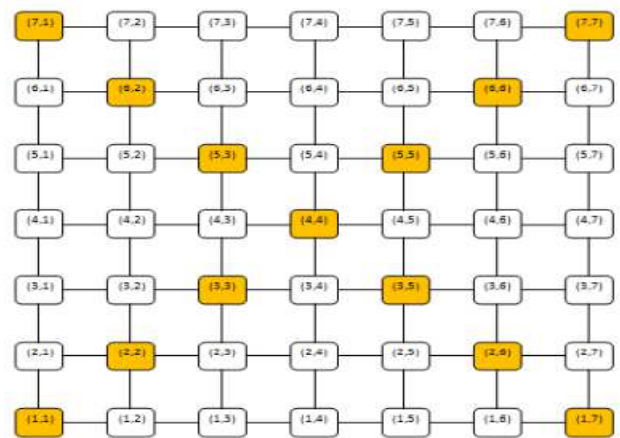 (7,1) (7,2) (7,3) (7,4) (7,5) (7,6) (7,7)
(6,1) (6,2) (6,3) (6,4) (6,5) (6,6) (6,7)
(5,1) (5,2) (5,3) (5,4) (5,5) (5,6) (5,7)
(4,1) (4,2) (4,3) (4,4) (4,5) (4,6) (4,7)
(3,1) (3,2) (3,3) (3,4) (3,5) (3,6) (3,7)
(2,1) (2,2) (2,3) (2,4) (2,5) (2,6) (2,7)
(1,1) (1,2) (1,3) (1,4) (1,5) (1,6) (1,7)